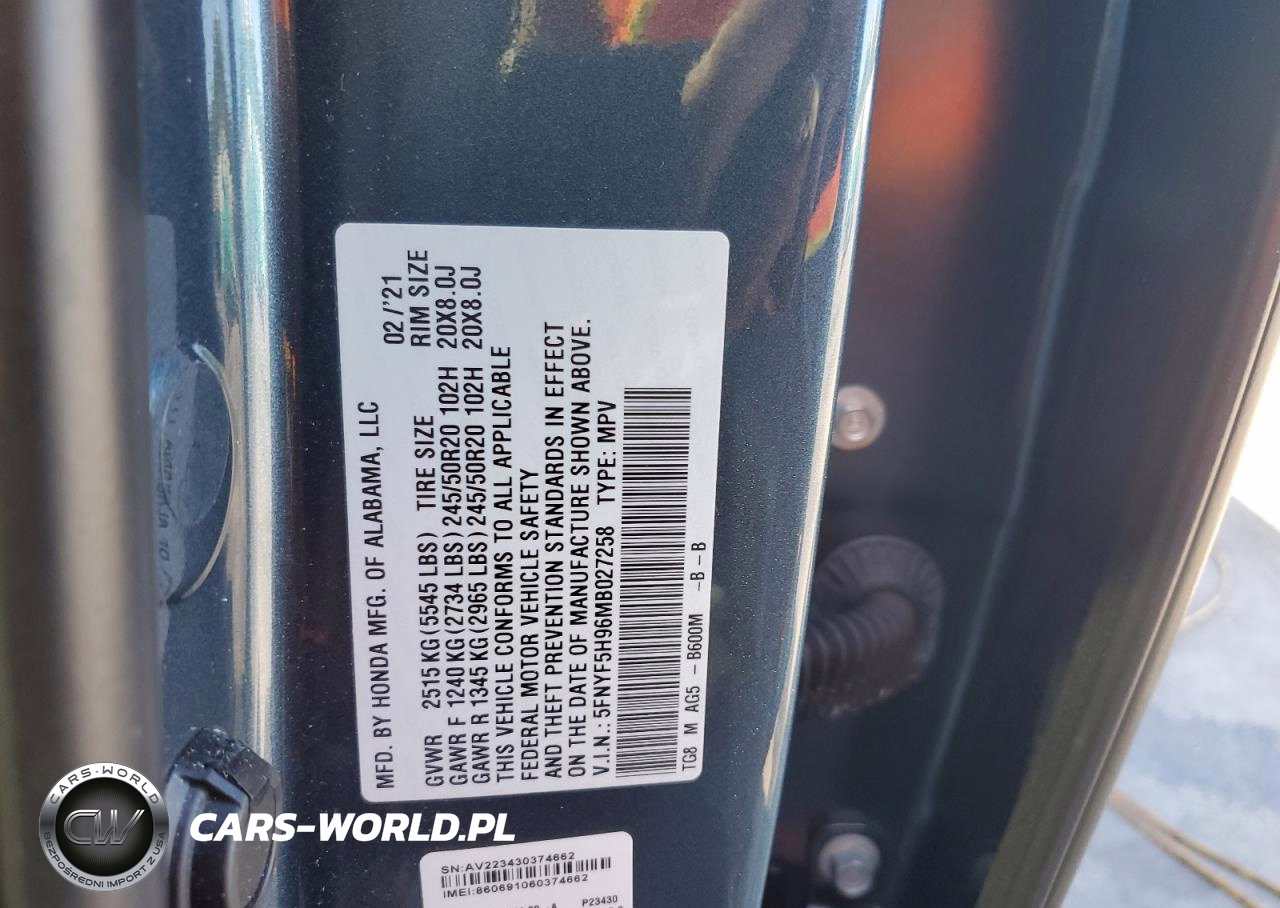 MFD. BY HONDA MFG. OF ALABAMA, LLC 02/'21
GVWR 2515 KG(5545 LBS) TIRE SIZE RIM SIZE
GAWR F 1240 KG(2734 LBS) 245/50R20 102H 20X8.0J
GAWR R 1345 KG(2965 LBS) 245/50R20 102H 20X8.0J
THIS VEHICLE CONFORMS TO ALL APPLICABLE
FEDERAL MOTOR VEHICLE SAFETY
AND THEFT PREVENTION STANDARDS IN EFFECT
ON THE DATE OF MANUFACTURE SHOWN ABOVE.
V.I.N.: 5FNYF5H96MB027258 TYPE: MPV
TG8 M AG5 -B600M -B-B
SN:AV223430374662
IMEI:860691060374662
P23430
CARS-WORLD
CW
BEZPOŚREDNI IMPORT Z USA
CARS-WORLD.PL